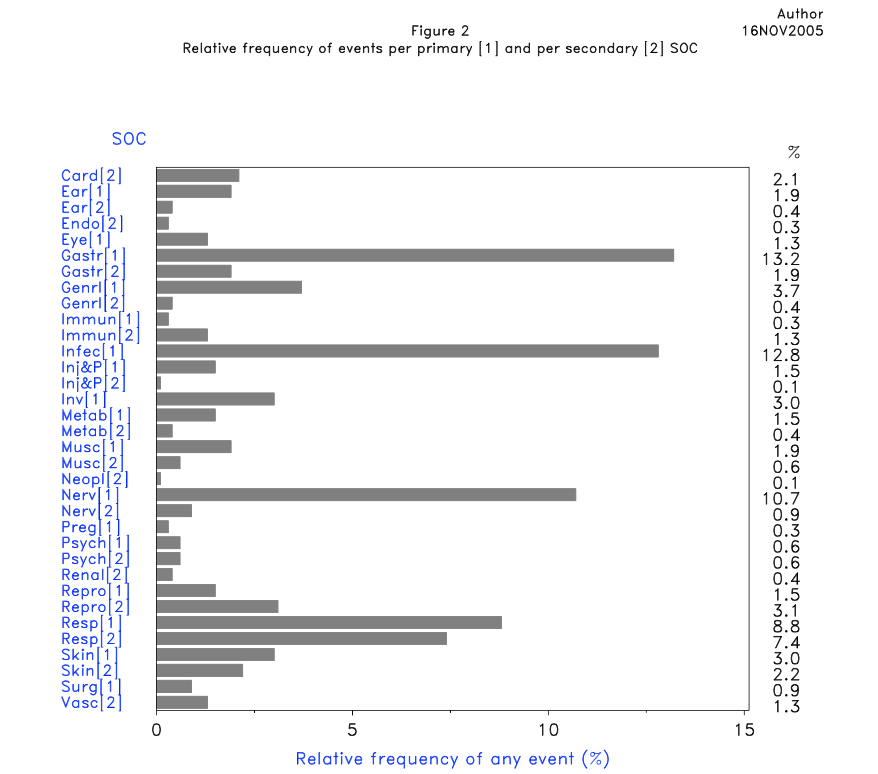 Author
Figure 2 16NOV2005
Relative frequency of events per primary [1] and per secondary [2] SOC
SOC
%
Card[2] 2.1
Ear[1] 1.9
Ear[2] 0.4
Endo[2] 0.3
Eye[1] 1.3
Gastr[1] 13.2
Gastr[2] 1.9
Genrl[1] 3.7
Genrl[2] 0.4
Immun[1] 0.3
Immun[2] 1.3
Infec[1] 12.8
Inj&P[1] 1.5
Inj&P[2] 0.1
Inv[1] 3.0
Metab[1] 1.5
Metab[2] 0.4
Musc[1] 1.9
Musc[2] 0.6
Neopl[2] 0.1
Nerv[1] 10.7
Nerv[2] 0.9
Preg[1] 0.3
Psych[1] 0.6
Psych[2] 0.6
Renal[2] 0.4
Repro[1] 1.5
Repro[2] 3.1
Resp[1] 8.8
Resp[2] 7.4
Skin[1] 3.0
Skin[2] 2.2
Surg[1] 0.9
Vasc[2] 1.3
0 5 10 15
Relative frequency of any event (%)